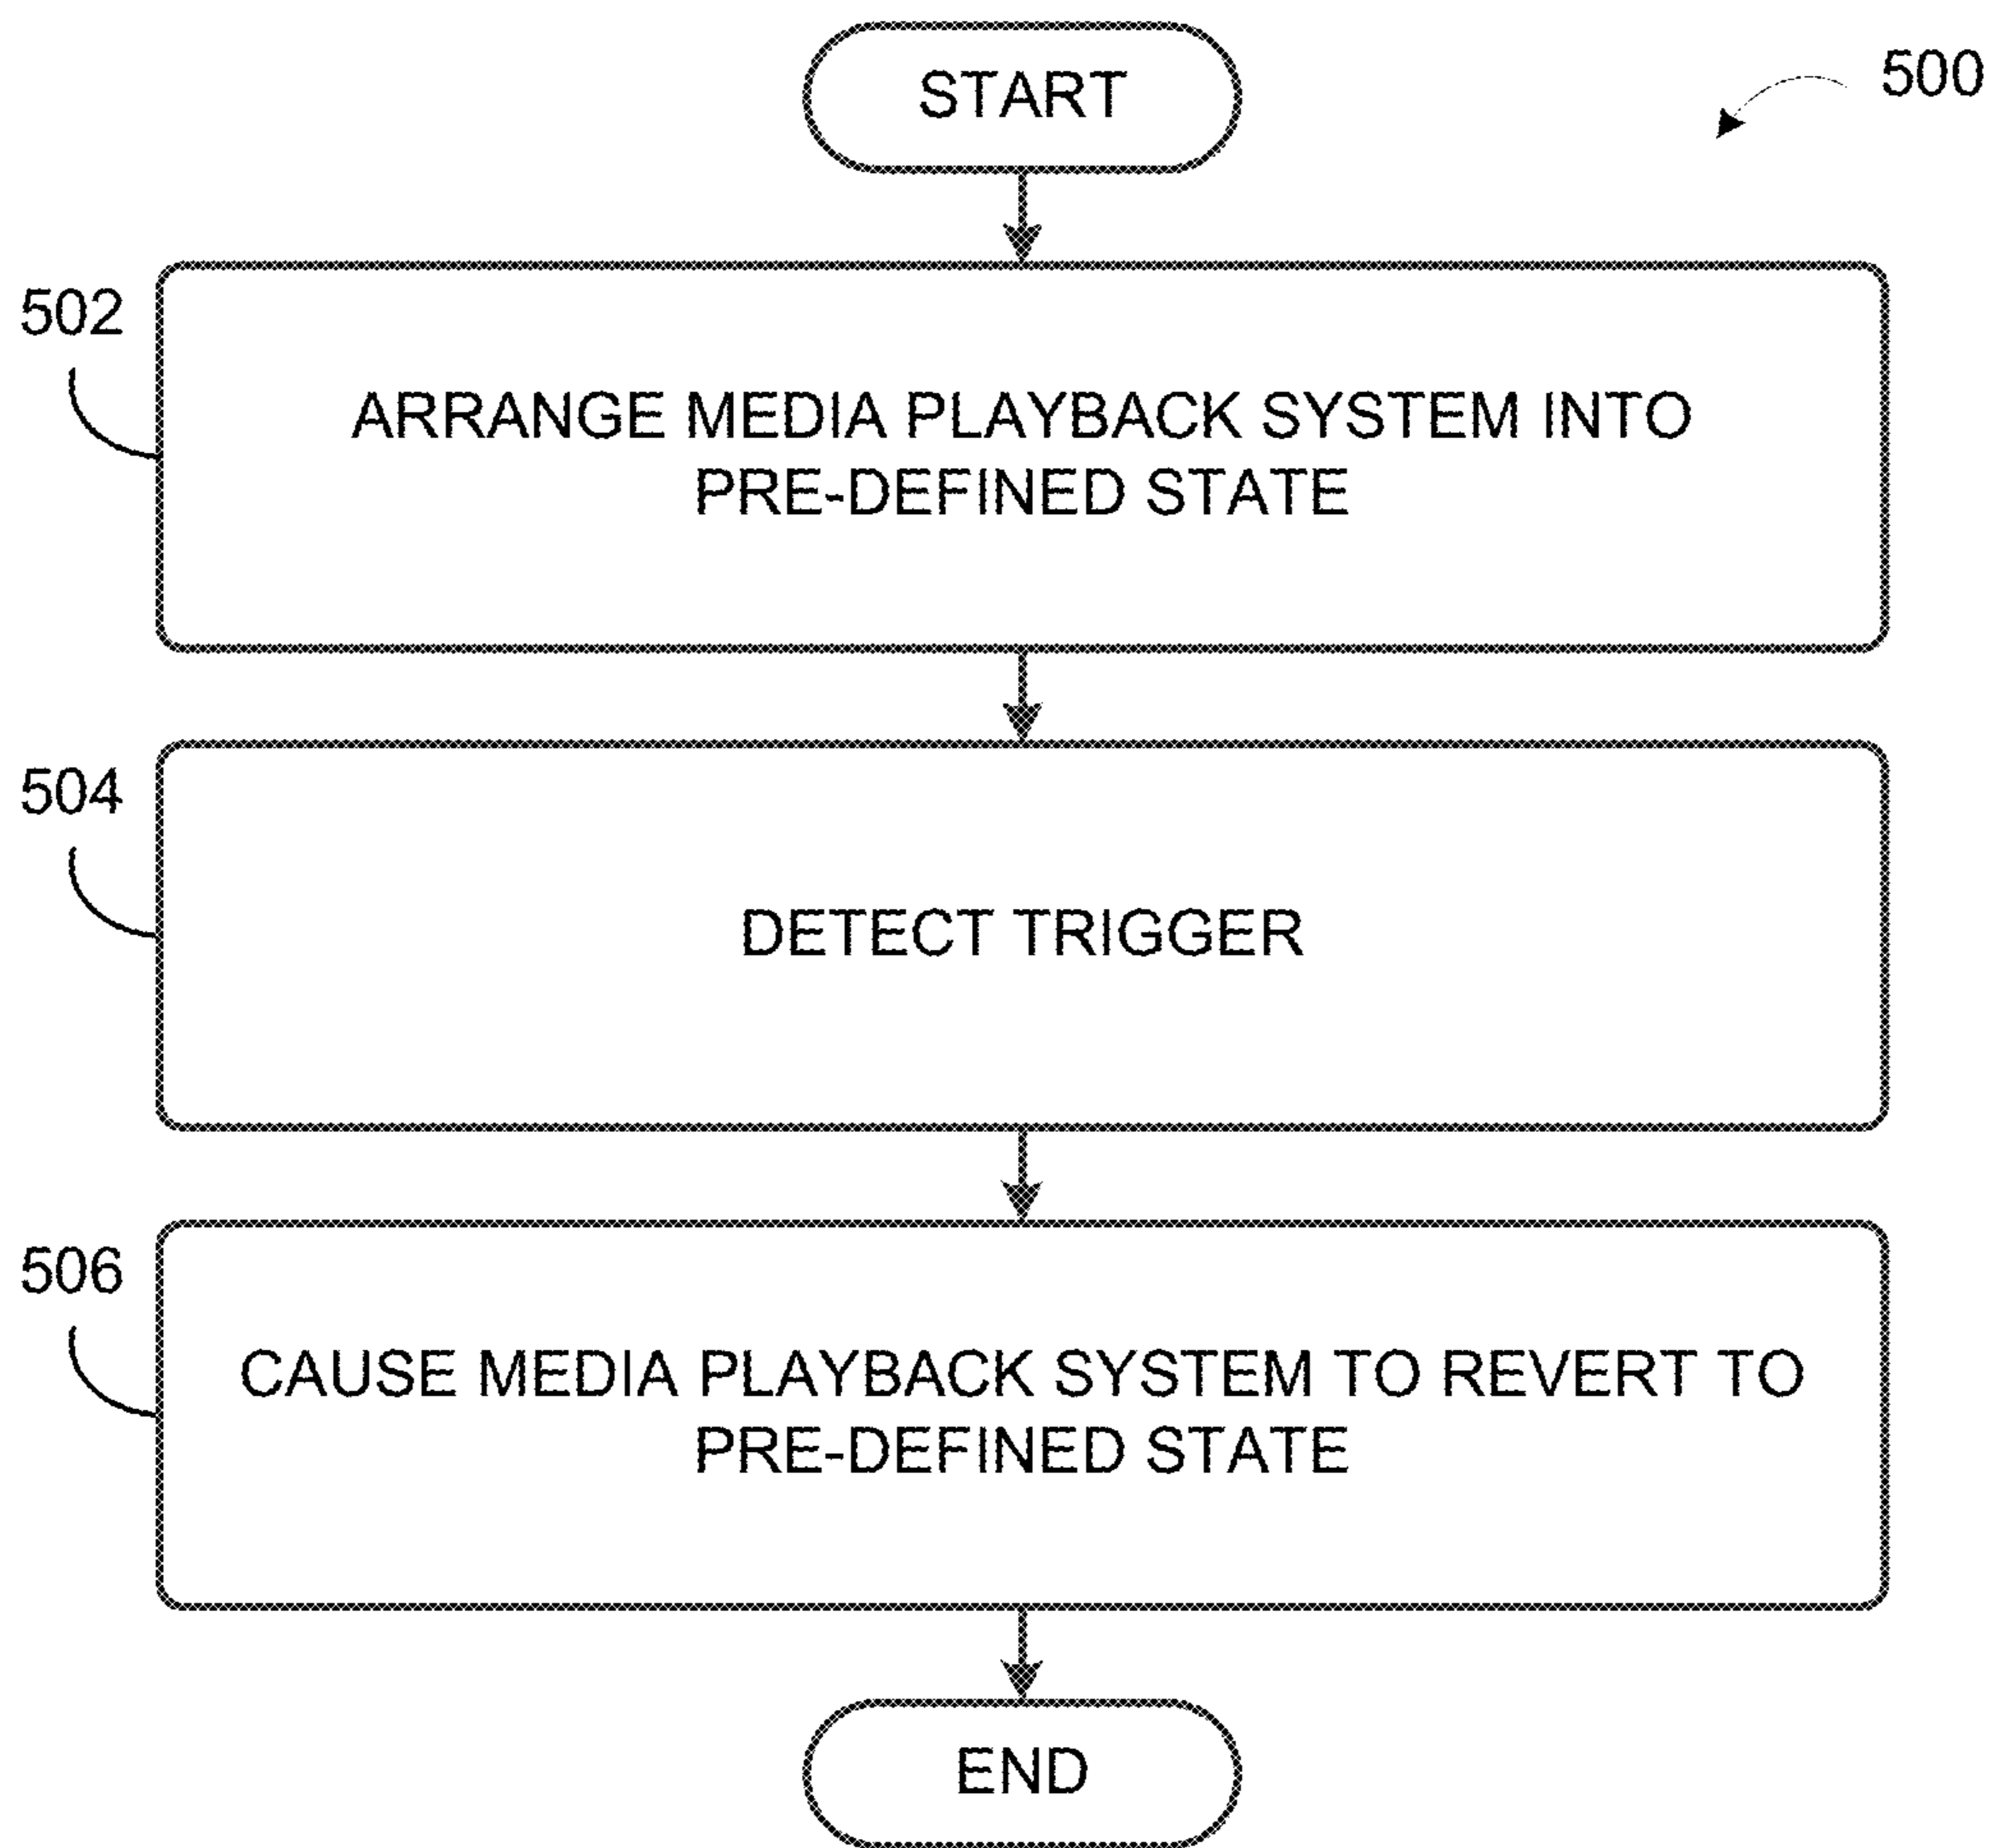 START
500
502
ARRANGE MEDIA PLAYBACK SYSTEM INTO
PRE-DEFINED STATE
504
DETECT TRIGGER
506
CAUSE MEDIA PLAYBACK SYSTEM TO REVERT TO
PRE-DEFINED STATE
END